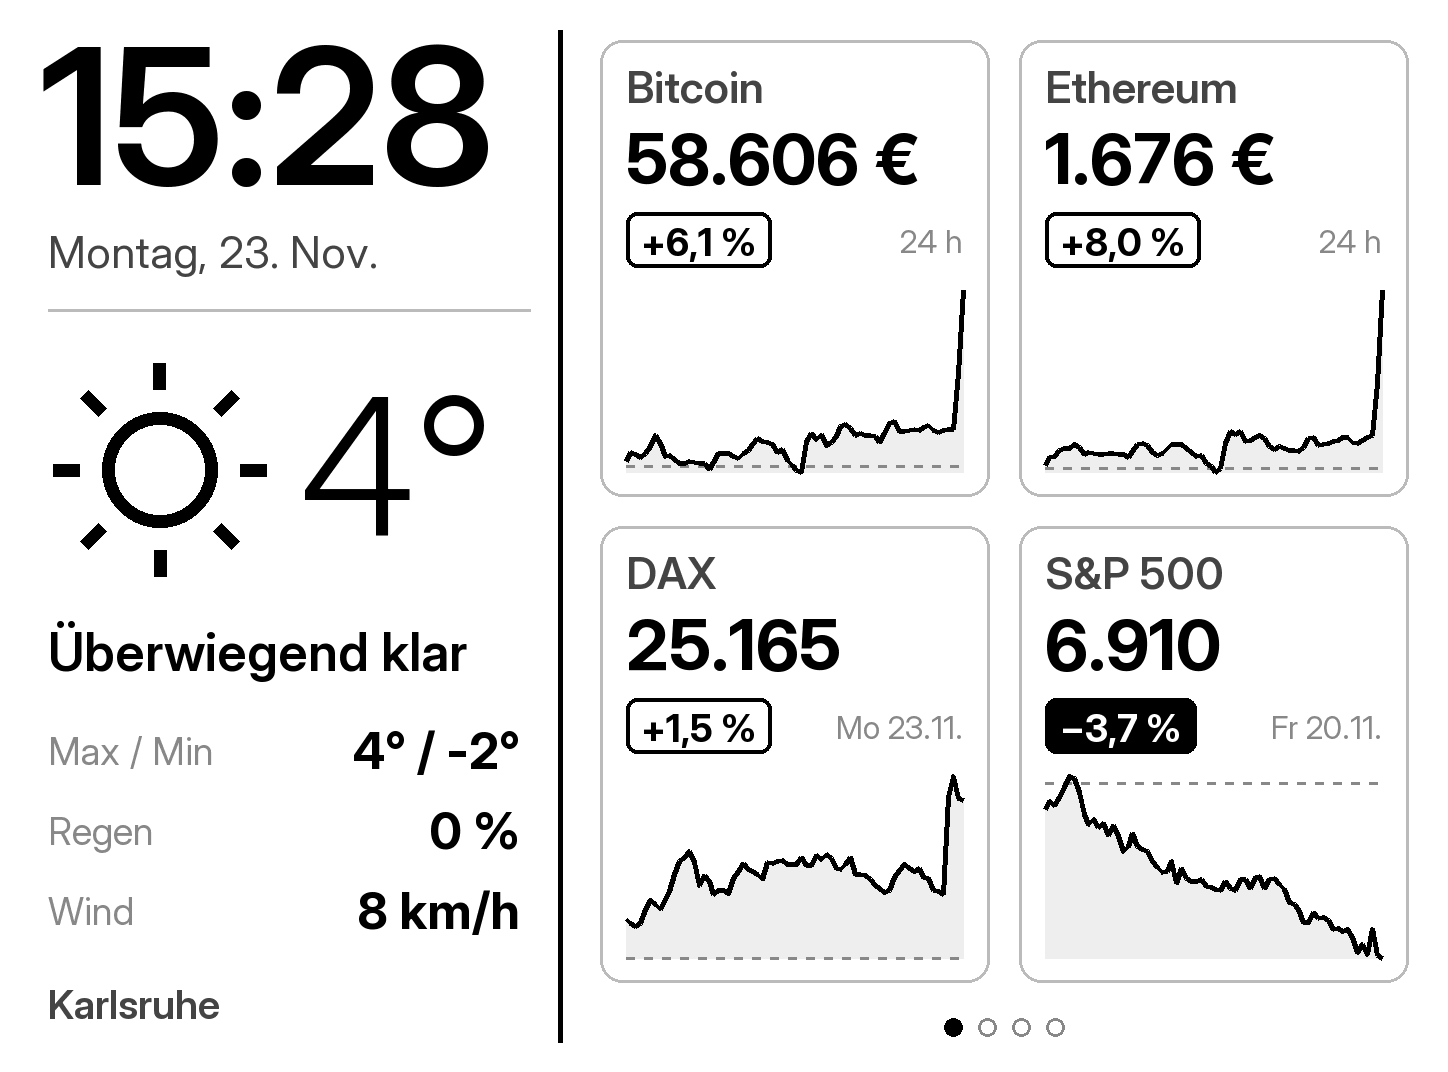 15:28
Montag, 23. Nov.
4°
Überwiegend klar
Max / Min 4° / -2°
Regen 0 %
Wind 8 km/h
Karlsruhe
Bitcoin
58.606 €
+6,1 % 24 h
Ethereum
1.676 €
+8,0 % 24 h
DAX
25.165
+1,5 % Mo 23.11.
S&P 500
6.910
−3,7 % Fr 20.11.